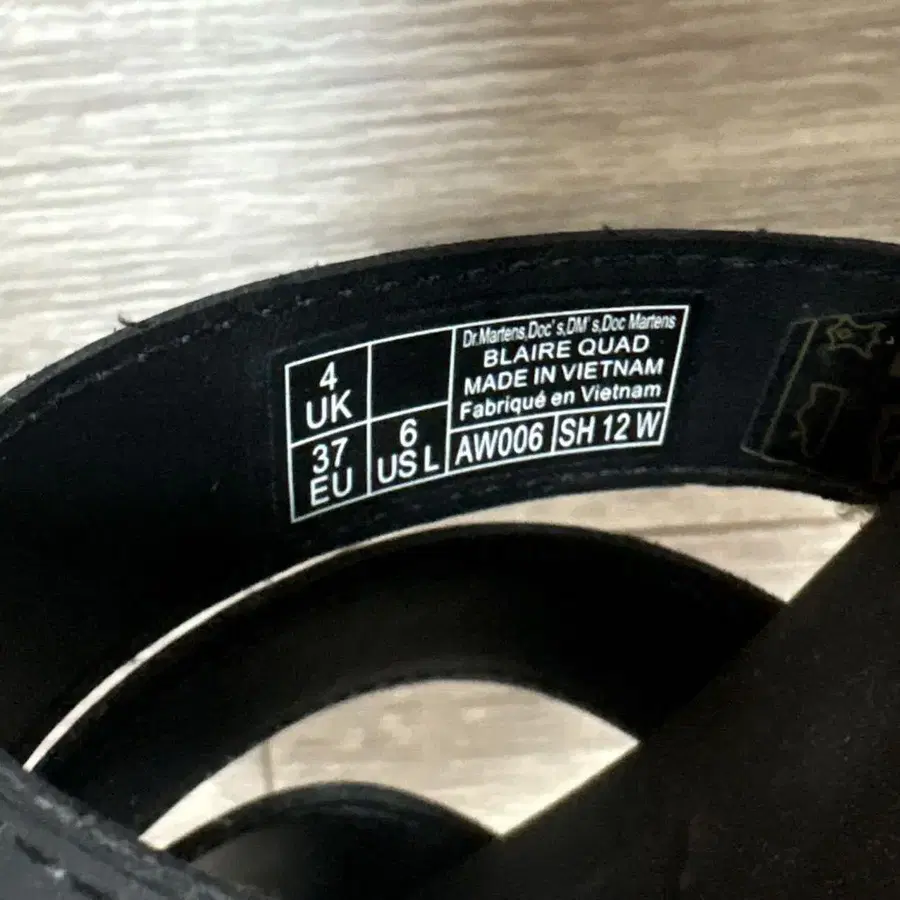 4
UK
37
EU
6
US L
Dr.Martens,Doc's,DM's,Doc Martens
BLAIRE QUAD
MADE IN VIETNAM
Fabriqué en Vietnam
AW006
SH 12 W